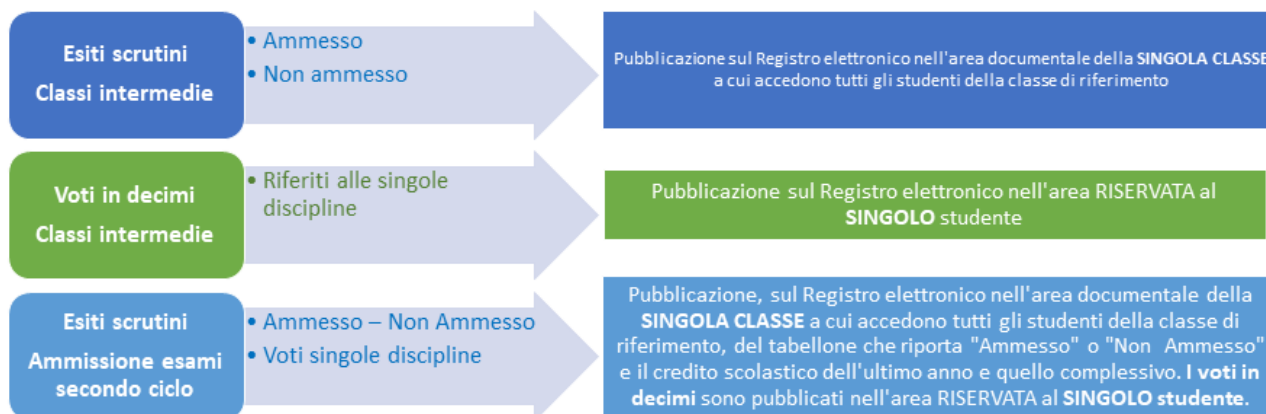 Esiti scrutini
Classi intermedie
• Ammesso
• Non ammesso
Pubblicazione sul Registro elettronico nell'area documentale della SINGOLA CLASSE
a cui accedono tutti gli studenti della classe di riferimento
Voti in decimi
Classi intermedie
• Riferiti alle singole
discipline
Pubblicazione sul Registro elettronico nell'area RISERVATA al
SINGOLO studente
Esiti scrutini
Ammissione esami
secondo ciclo
• Ammesso – Non Ammesso
• Voti singole discipline
Pubblicazione, sul Registro elettronico nell'area documentale della
SINGOLA CLASSE a cui accedono tutti gli studenti della classe di
riferimento, del tabellone che riporta "Ammesso" o "Non Ammesso"
e il credito scolastico dell'ultimo anno e quello complessivo. I voti in
decimi sono pubblicati nell'area RISERVATA al SINGOLO studente.